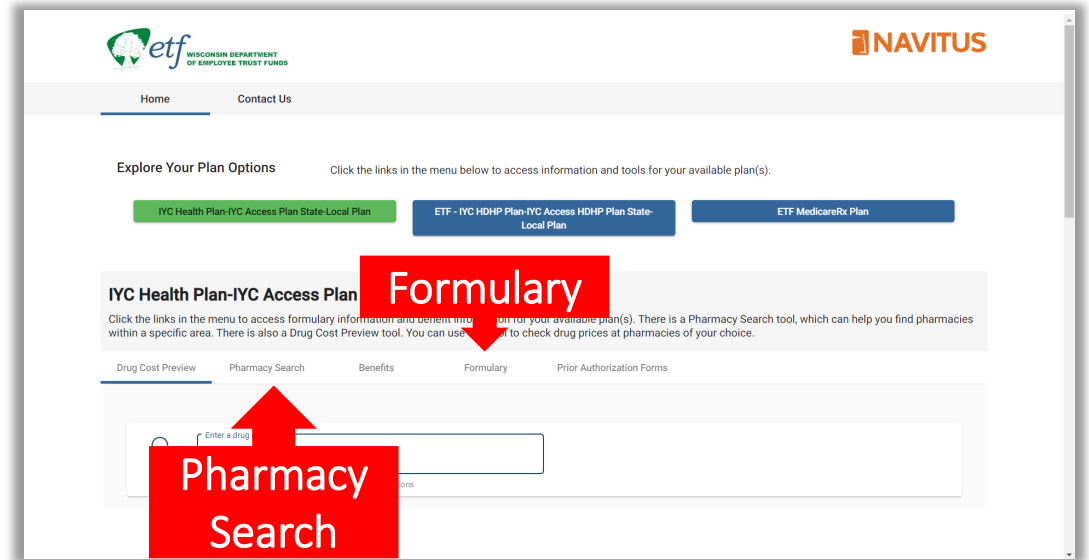 etf WISCONSIN DEPARTMENT
OF EMPLOYEE TRUST FUNDS
NAVITUS
Home Contact Us
Explore Your Plan Options Click the links in the menu below to access information and tools for your available plan(s).
IYC Health Plan-IYC Access Plan State-Local Plan
ETF - IYC HDHP Plan-IYC Access HDHP Plan State-
Local Plan
ETF MedicareRx Plan
Formulary
IYC Health Plan-IYC Access Plan
Click the links in the menu to access formulary information and benefit for your available plan(s). There is a Pharmacy Search tool, which can help you find pharmacies
within a specific area. There is also a Drug Cost Preview tool. You can use to check drug prices at pharmacies of your choice.
Drug Cost Preview Pharmacy Search Benefits Formulary Prior Authorization Forms
Enter a drug
Pharmacy
Search